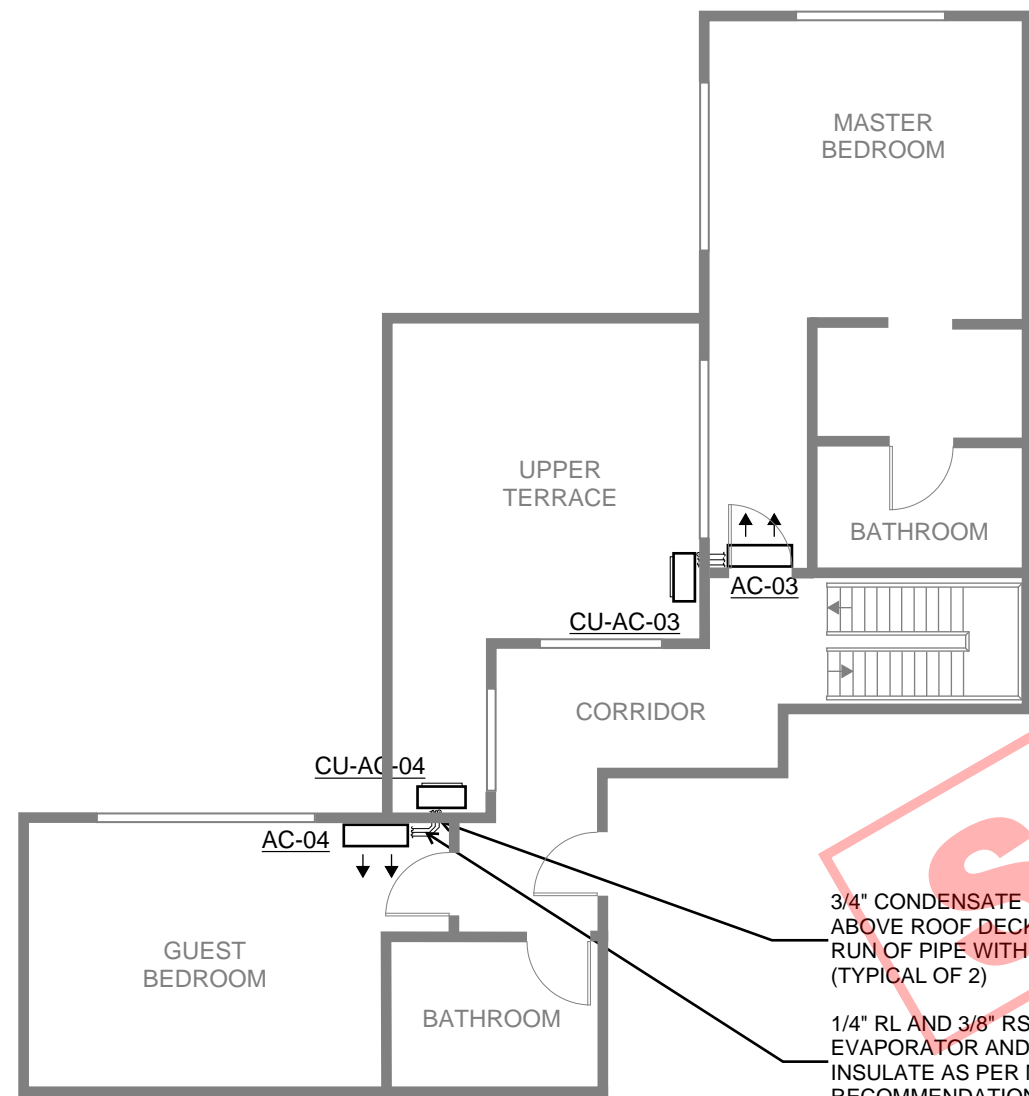 MASTER
BEDROOM
UPPER
TERRACE
BATHROOM
AC-03
CU-AC-03
CORRIDOR
CU-AC-04
AC-04
GUEST
BEDROOM
BATHROOM
3/4" CONDENSATE
ABOVE ROOF DECK
RUN OF PIPE WITH
(TYPICAL OF 2)
1/4" RL AND 3/8" RS
EVAPORATOR AND
INSULATE AS PER
RECOMMENDATION
S